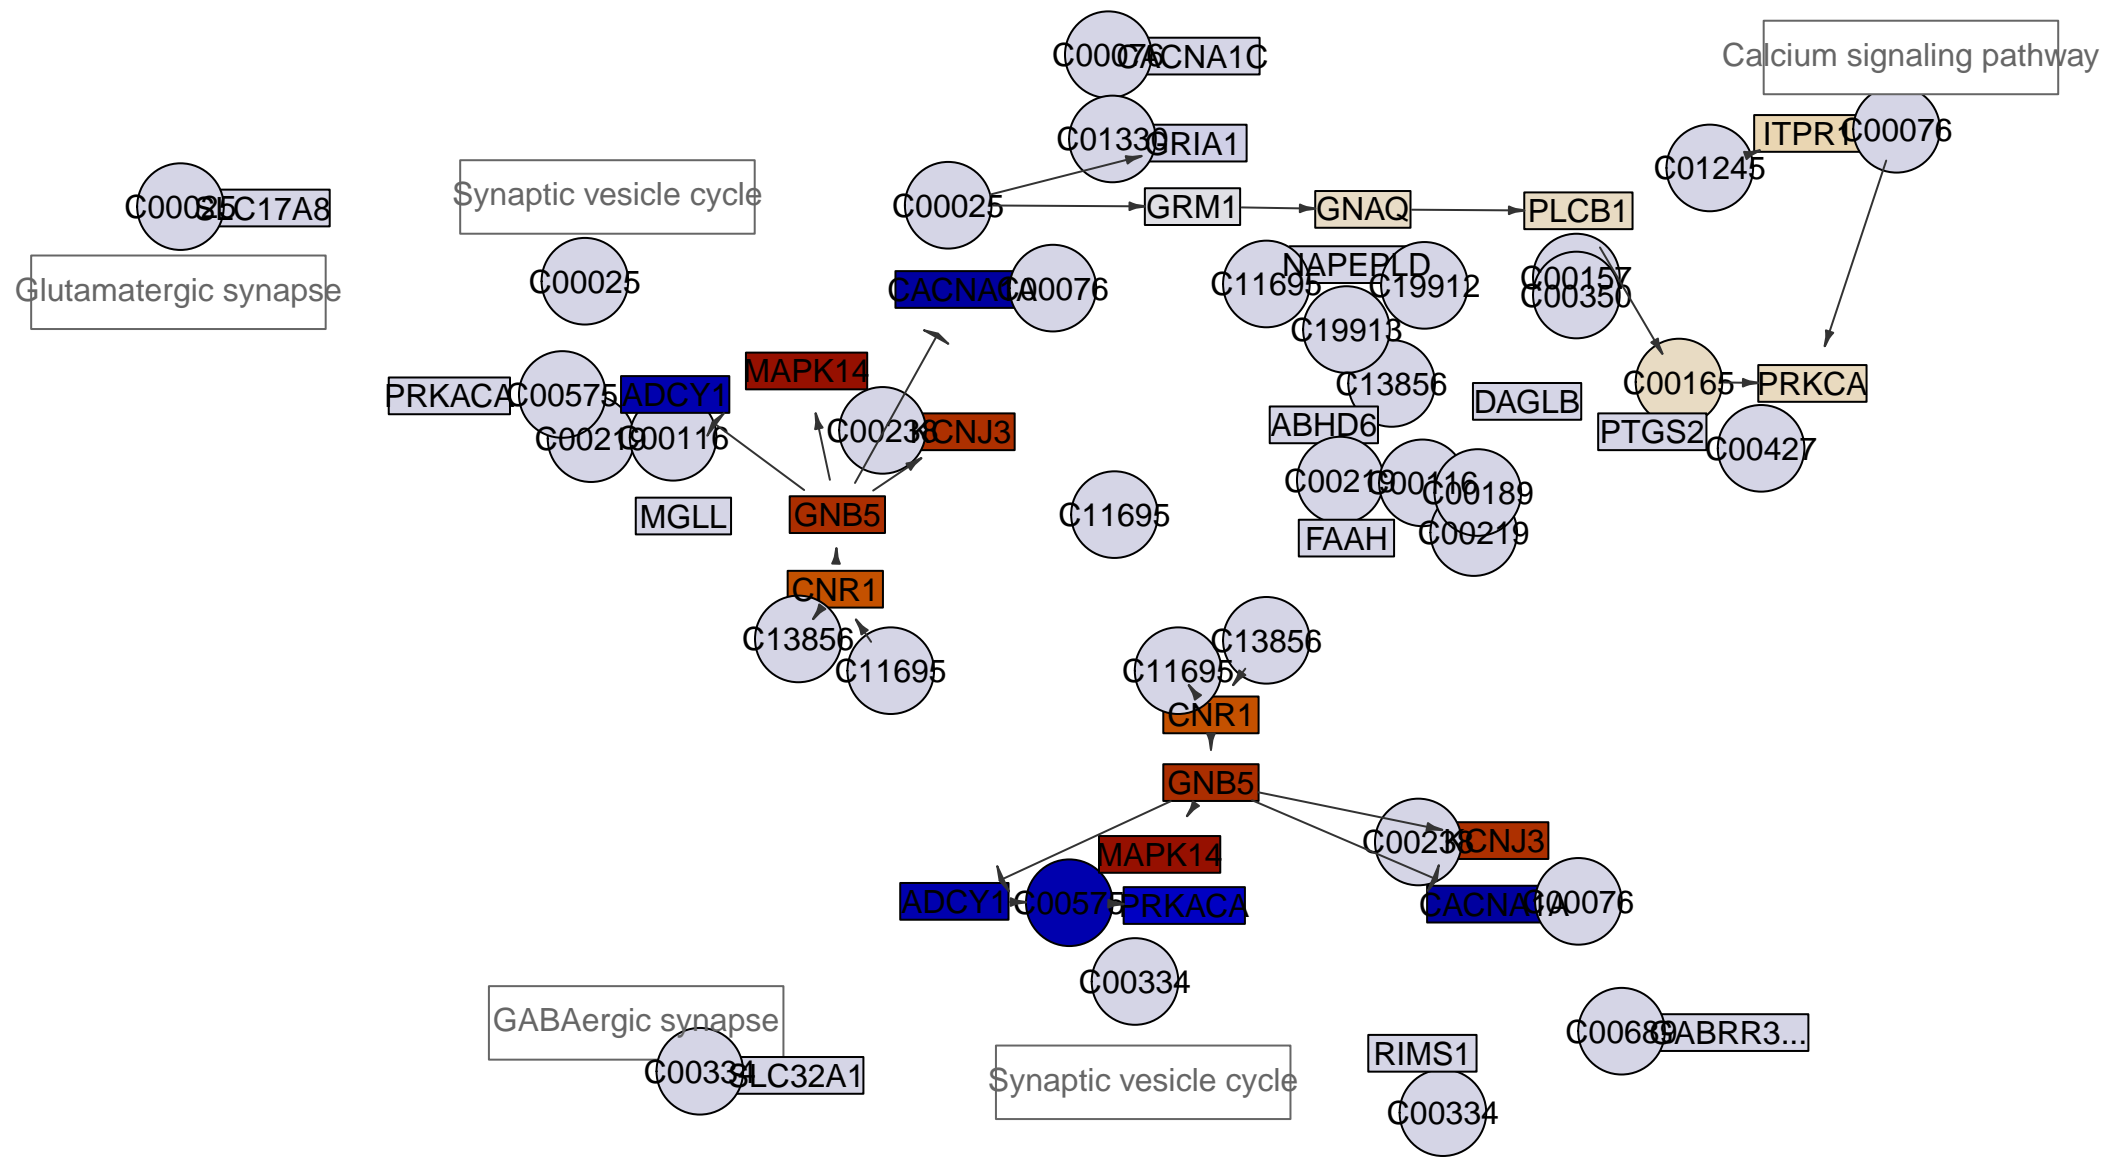 C00076
CACNA1C
Calcium signaling pathway
C01330
GRIA1
ITPR1
C00076
C01245
C00025
SLC17A8
Synaptic vesicle cycle
C00025
GRM1
GNAQ
PLCB1
Glutamatergic synapse
C00025
CACNA1A
C00076
C11695
NAPEPLD
C19912
C00157
C00350
C19913
MAPK14
PRKACA
C00575
ADCY1
C13856
DAGLB
C00165
PRKCA
C00219
C00116
C00238
KCNJ3
ABHD6
PTGS2
C00427
C00219
C00116
C00189
MGLL
GNB5
C11695
FAAH
C00219
CNR1
C13856
C11695
C13856
C11695
CNR1
GNB5
C00238
KCNJ3
MAPK14
ADCY1
C00575
PRKACA
CACNA1A
C00076
C00334
GABAergic synapse
C00689
GABRR3...
RIMS1
C00334
SLC32A1
Synaptic vesicle cycle
C00334